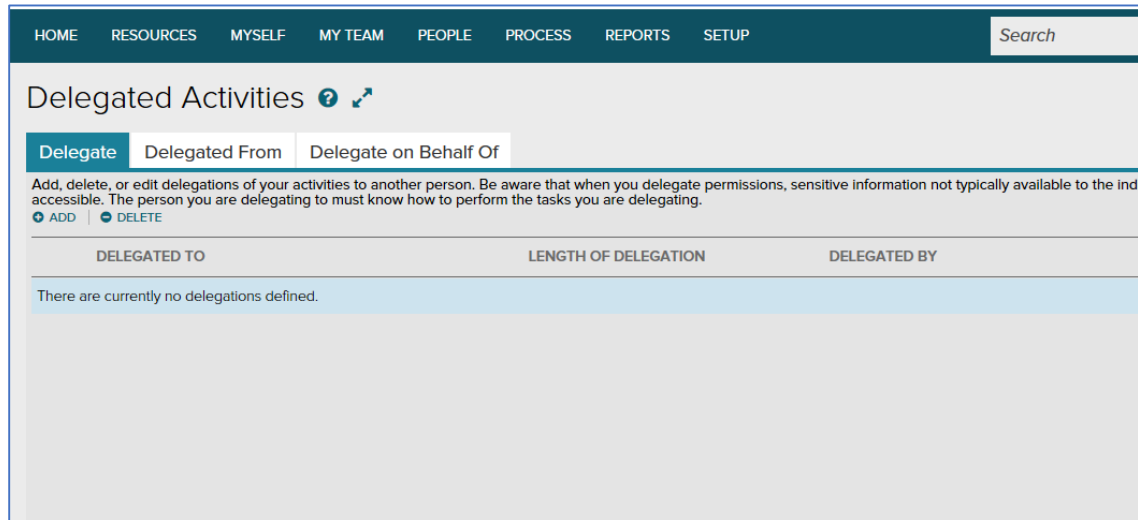 HOME RESOURCES MYSELF MY TEAM PEOPLE PROCESS REPORTS SETUP Search
Delegated Activities ?
Delegate Delegated From Delegate on Behalf Of
Add, delete, or edit delegations of your activities to another person. Be aware that when you delegate permissions, sensitive information not typically available to the ind
accessible. The person you are delegating to must know how to perform the tasks you are delegating.
ADD | DELETE
DELEGATED TO LENGTH OF DELEGATION DELEGATED BY
There are currently no delegations defined.